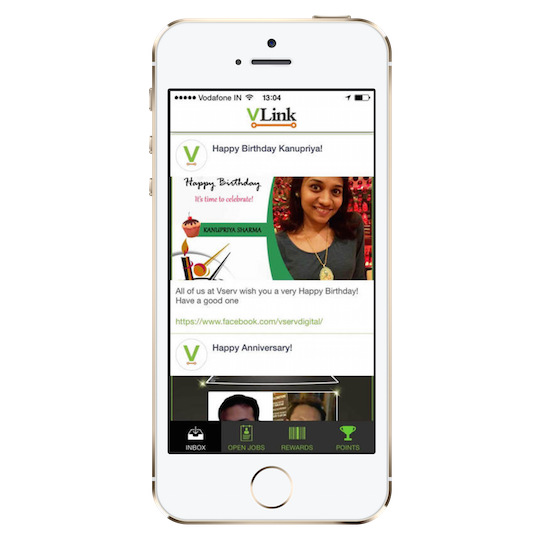 Vodafone IN 13:04
VLink
V
Happy Birthday Kanupriya!
Happy Birthday
It's time to celebrate!
KANUPRIYA SHARMA
All of us at Vserv wish you a very Happy Birthday!
Have a good one
https://www.facebook.com/vservdigital/
V
Happy Anniversary!
INBOX OPEN JOBS REWARDS POINTS